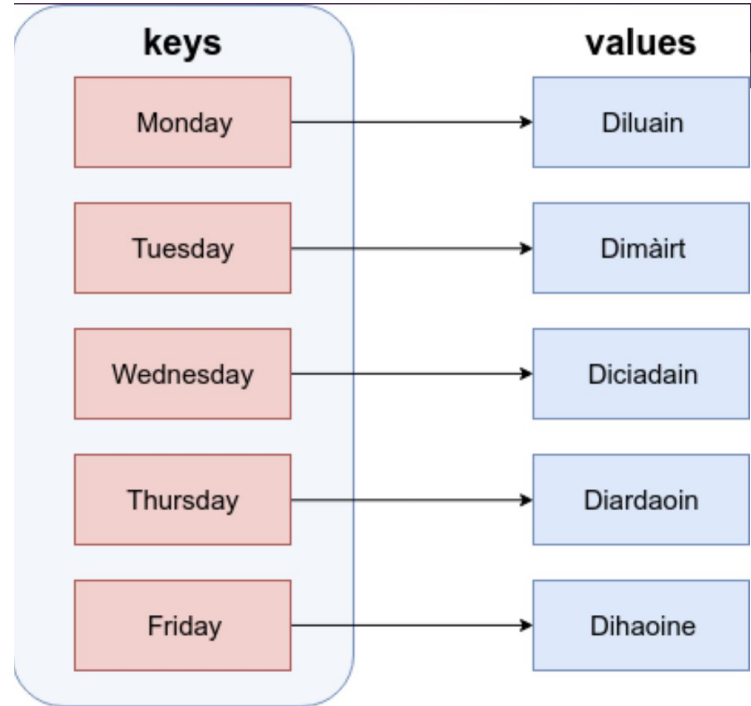 keys values
Monday Diluain
Tuesday Dimàirt
Wednesday Diciadain
Thursday Diardaoin
Friday Dihaoine